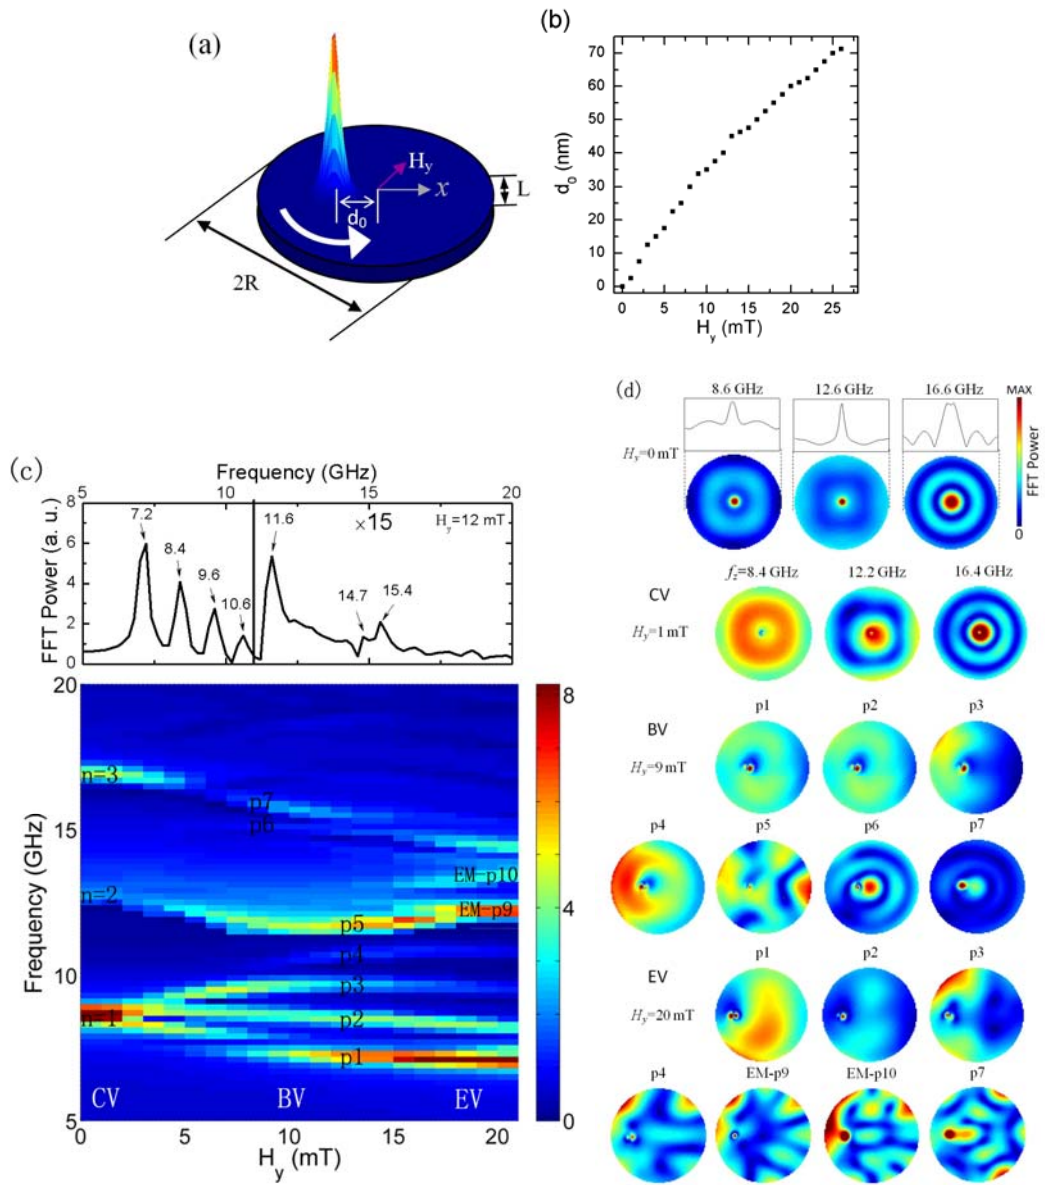 (a)
H_y
x
d_0
L
2R
(b)
d_0 (nm)
70
60
50
40
30
20
10
0
0 5 10 15 20 25
H_y (mT)
(c)
Frequency (GHz)
5 10 15 20
FFT Power (a. u.)
8
6
4
2
0
7.2
8.4
9.6
10.6
11.6
×15
H_y=12 mT
14.7
15.4
Frequency (GHz)
20
15
10
5
n=3
n=2
n=1
p7
p6
p5
p4
p3
p2
p1
EM-p10
EM-p9
CV BV EV
0 5 10 15 20
H_y (mT)
8
4
0
(d)
8.6 GHz 12.6 GHz 16.6 GHz
MAX
FFT Power
0
H_y=0 mT
CV
f_z=8.4 GHz 12.2 GHz 16.4 GHz
H_y=1 mT
BV
p1 p2 p3
H_y=9 mT
p4 p5 p6 p7
EV
p1 p2 p3
H_y=20 mT
p4 EM-p9 EM-p10 p7